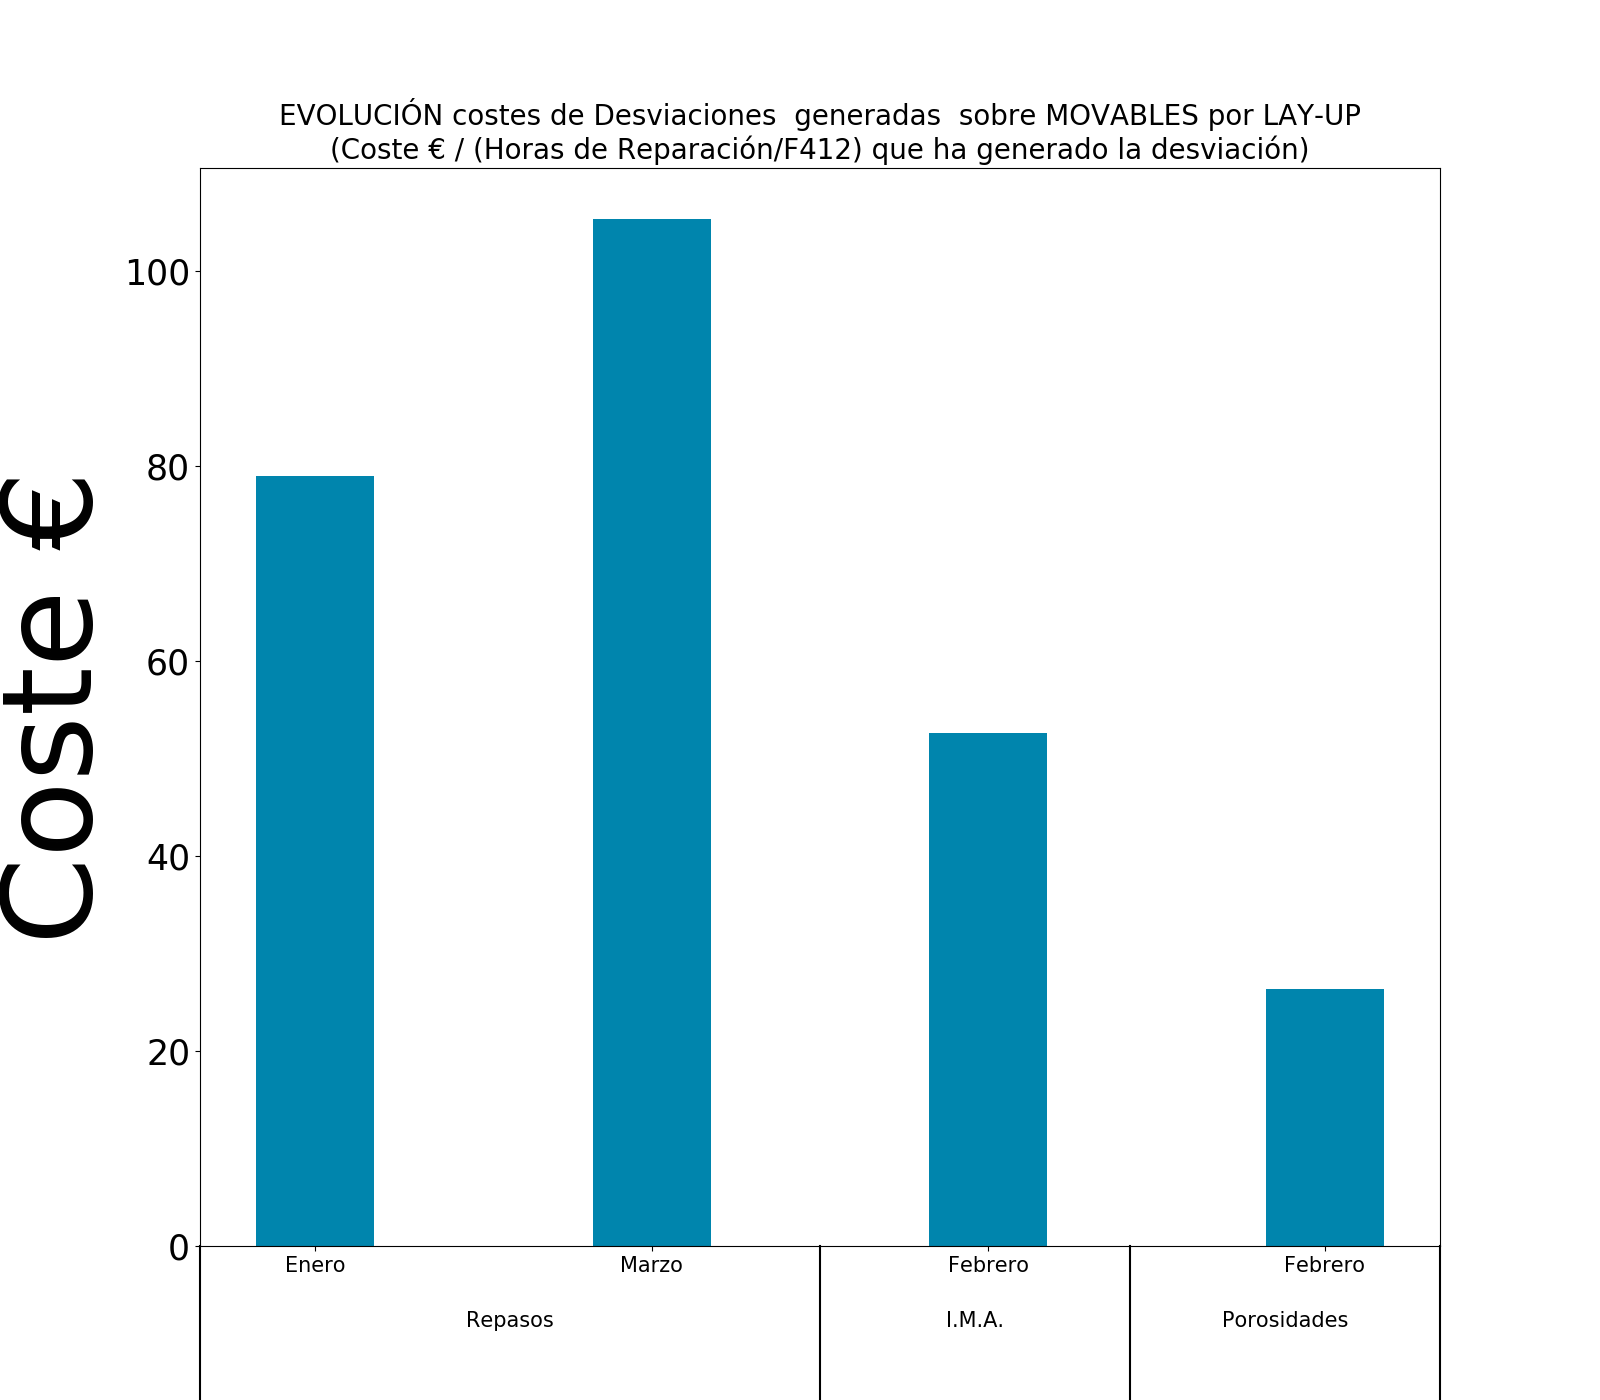 EVOLUCIÓN costes de Desviaciones  generadas  sobre MOVABLES por LAY-UP
(Coste € / (Horas de Reparación/F412) que ha generado la desviación)
Coste €
100
80
60
40
20
0
Enero Marzo Febrero Febrero
Repasos I.M.A. Porosidades